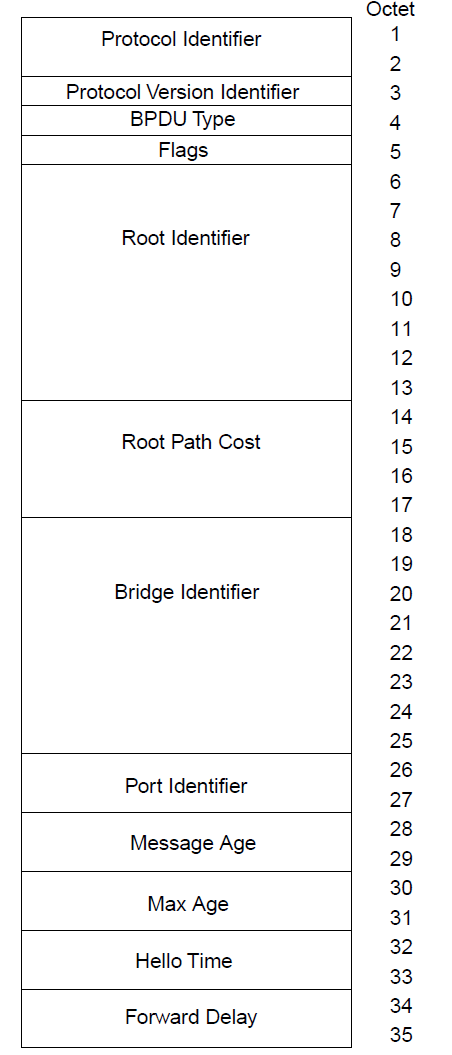 Octet
Protocol Identifier
1
2
Protocol Version Identifier 3
BPDU Type 4
Flags 5
6
7
Root Identifier 8
9
10
11
12
13
14
Root Path Cost 15
16
17
18
19
Bridge Identifier 20
21
22
23
24
25
26
Port Identifier
27
28
Message Age
29
30
Max Age
31
32
Hello Time
33
34
Forward Delay
35